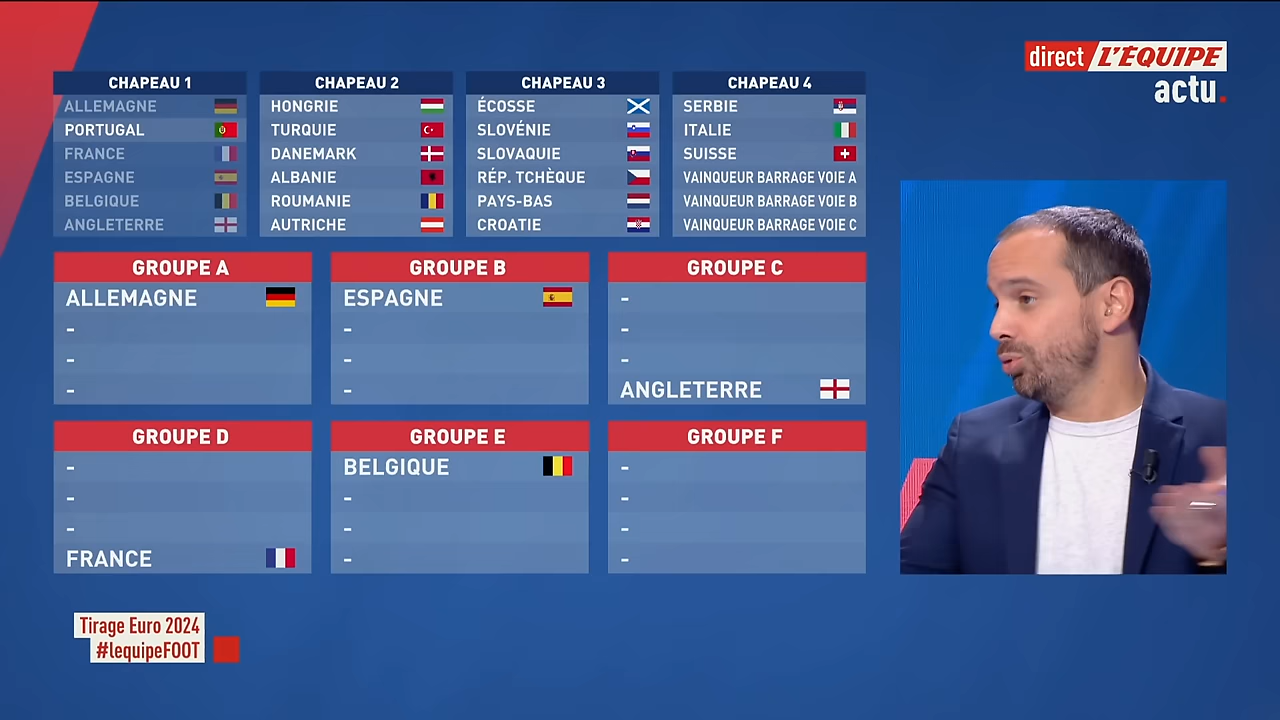 direct L'ÉQUIPE
actu.
CHAPEAU 1
ALLEMAGNE
PORTUGAL
FRANCE
ESPAGNE
BELGIQUE
ANGLETERRE
CHAPEAU 2
HONGRIE
TURQUIE
DANEMARK
ALBANIE
ROUMANIE
AUTRICHE
CHAPEAU 3
ÉCOSSE
SLOVÉNIE
SLOVAQUIE
RÉP. TCHÈQUE
PAYS-BAS
CROATIE
CHAPEAU 4
SERBIE
ITALIE
SUISSE
VAINQUEUR BARRAGE VOIE A
VAINQUEUR BARRAGE VOIE B
VAINQUEUR BARRAGE VOIE C
GROUPE A
ALLEMAGNE
-
-
-
GROUPE B
ESPAGNE
-
-
-
GROUPE C
-
-
-
ANGLETERRE
GROUPE D
-
-
-
FRANCE
GROUPE E
BELGIQUE
-
-
-
GROUPE F
-
-
-
-
Tirage Euro 2024
#lequipeFOOT